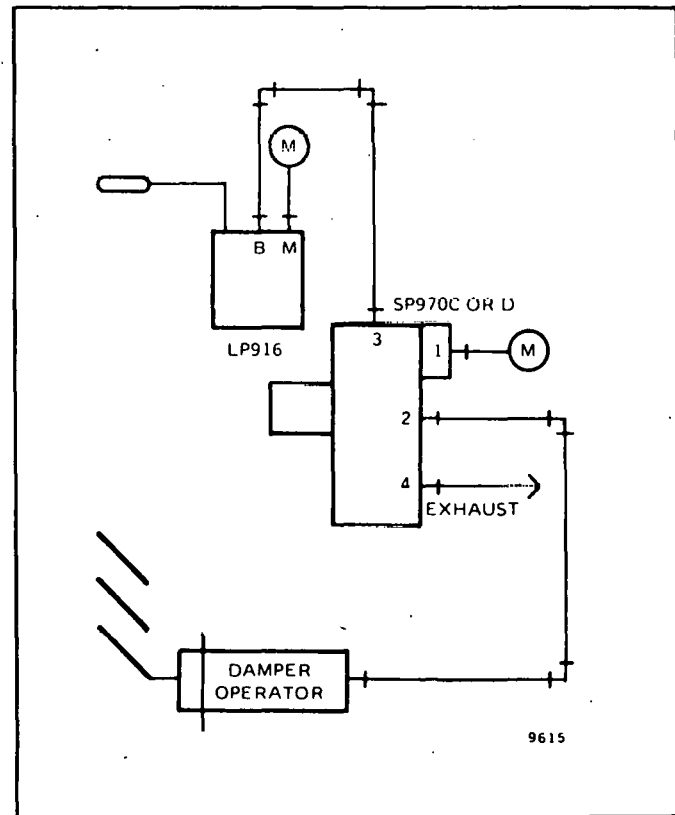 M
B M
SP970C OR D
LP916
3
1
M
2
4
EXHAUST
DAMPER
OPERATOR
9615